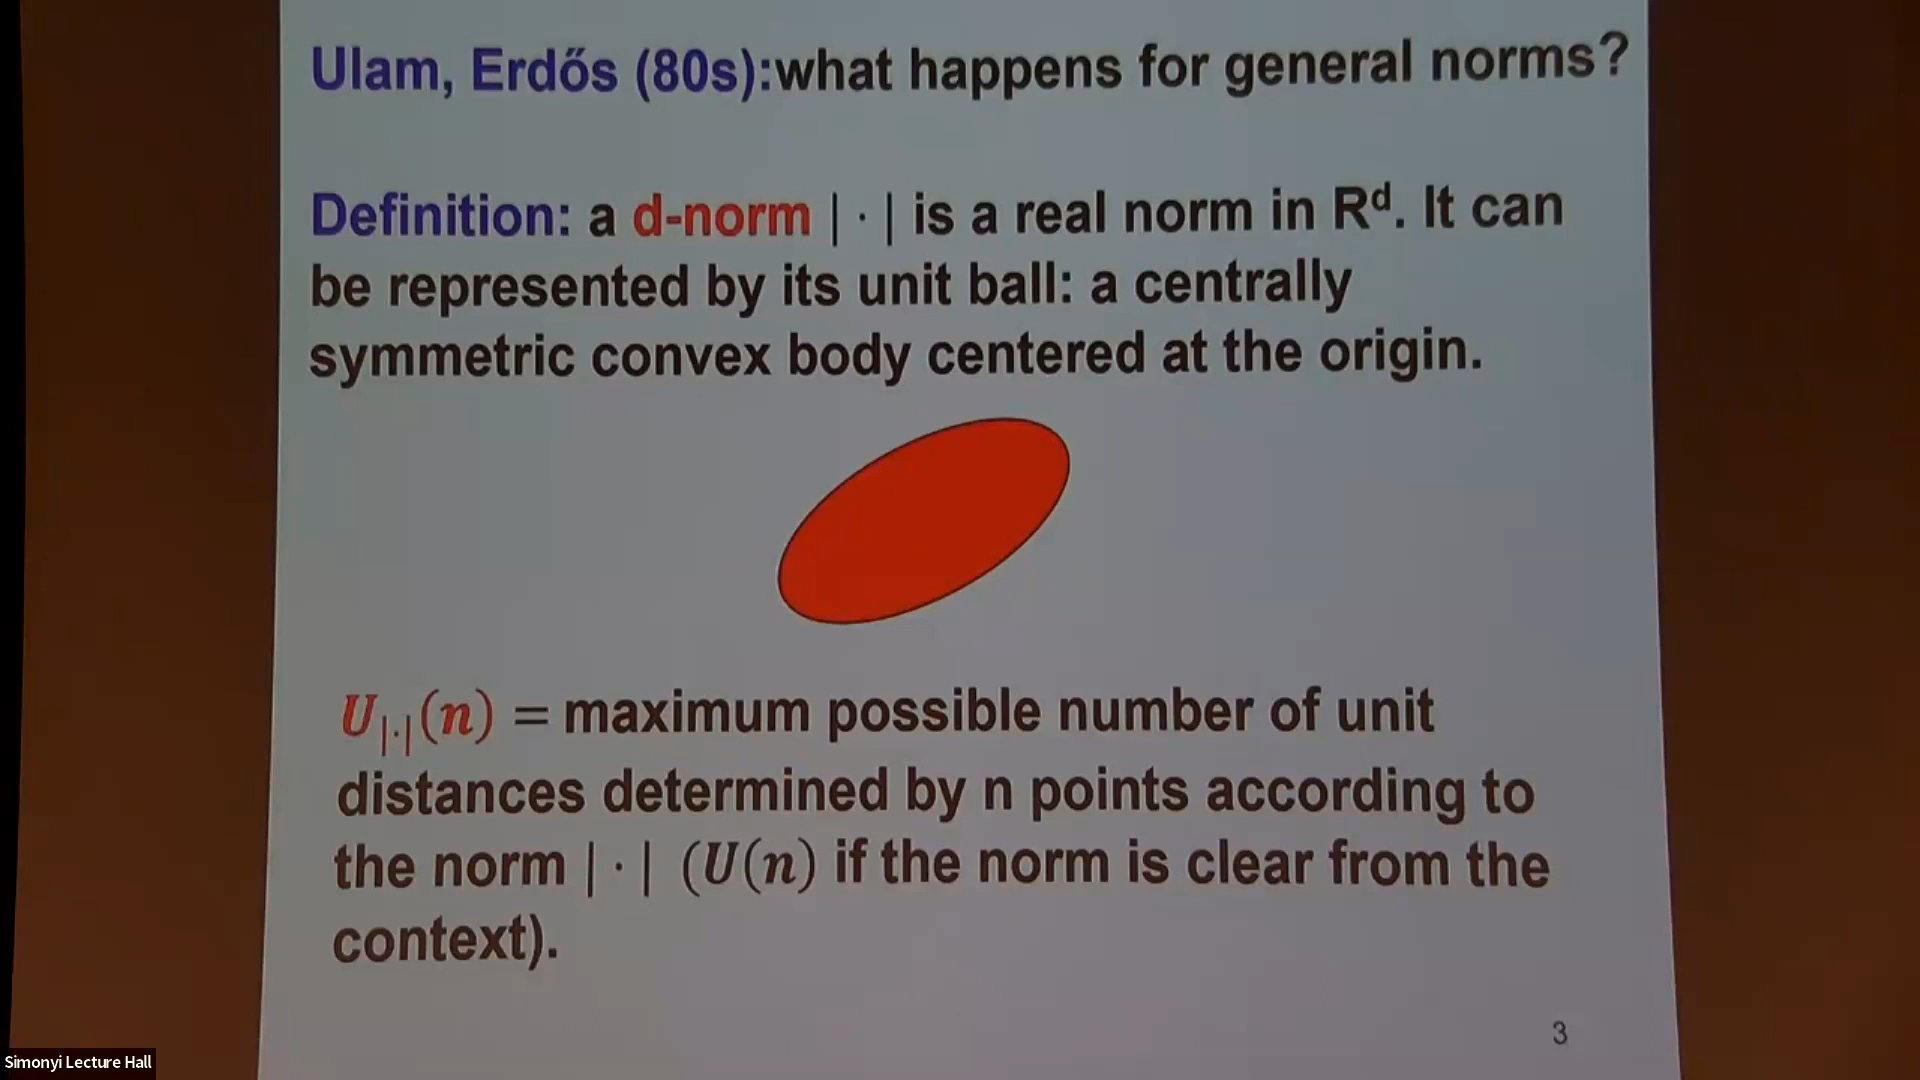 Ulam, Erdős (80s):what happens for general norms?
Definition: a d-norm | · | is a real norm in Rᵈ. It can
be represented by its unit ball: a centrally
symmetric convex body centered at the origin.
U|·|(n) = maximum possible number of unit
distances determined by n points according to
the norm | · | (U(n) if the norm is clear from the
context).
3
Simonyi Lecture Hall